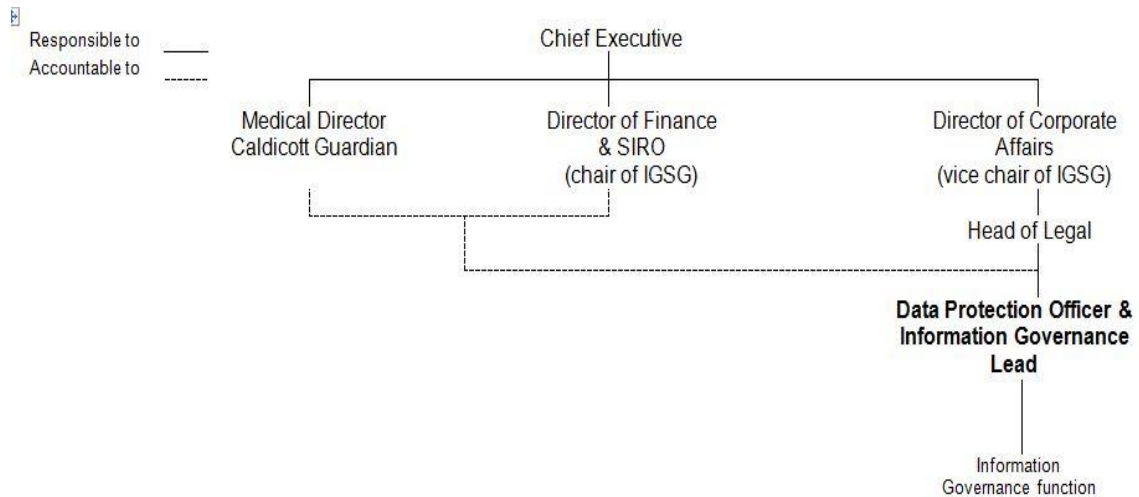 Responsible to
Accountable to
Chief Executive
Medical Director
Caldicott Guardian
Director of Finance
& SIRO
(chair of IGSG)
Director of Corporate
Affairs
(vice chair of IGSG)
Head of Legal
Data Protection Officer &
Information Governance
Lead
Information
Governance function